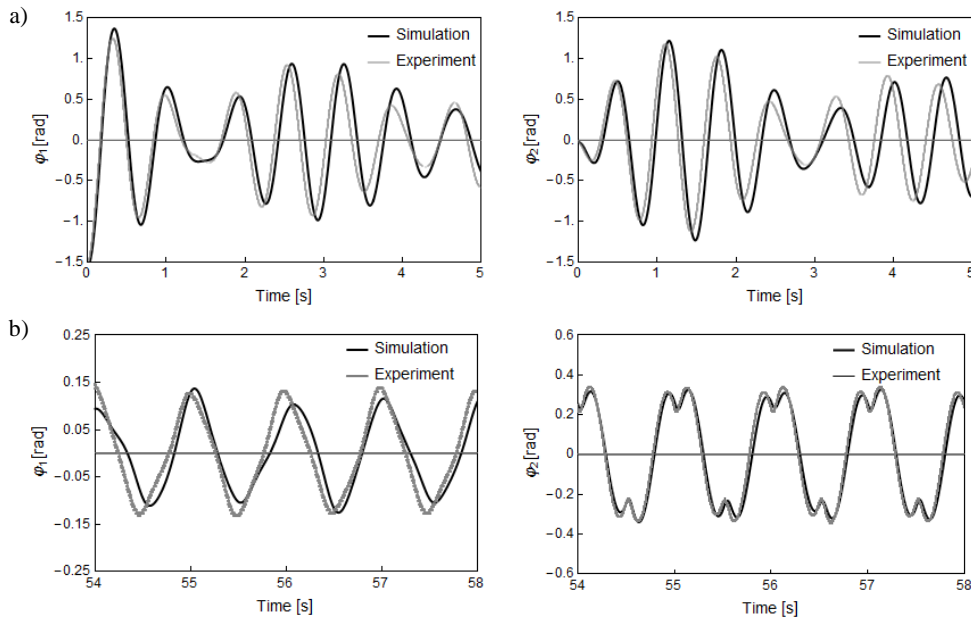 a)
1.5
1.
0.5
0.
−0.5
−1.
−1.5
φ1[rad]
Simulation
Experiment
0
1
2
3
4
5
Time [s]
1.5
1.
0.5
0.
−0.5
−1.
−1.5
φ2[rad]
Simulation
Experiment
0
1
2
3
4
5
Time [s]
b)
0.25
0.15
0.05
−0.05
−0.15
−0.25
φ1[rad]
Simulation
Experiment
54
55
56
57
58
Time [s]
0.6
0.4
0.2
0
−0.2
−0.4
−0.6
φ2[rad]
Simulation
Experiment
54
55
56
57
58
Time [s]